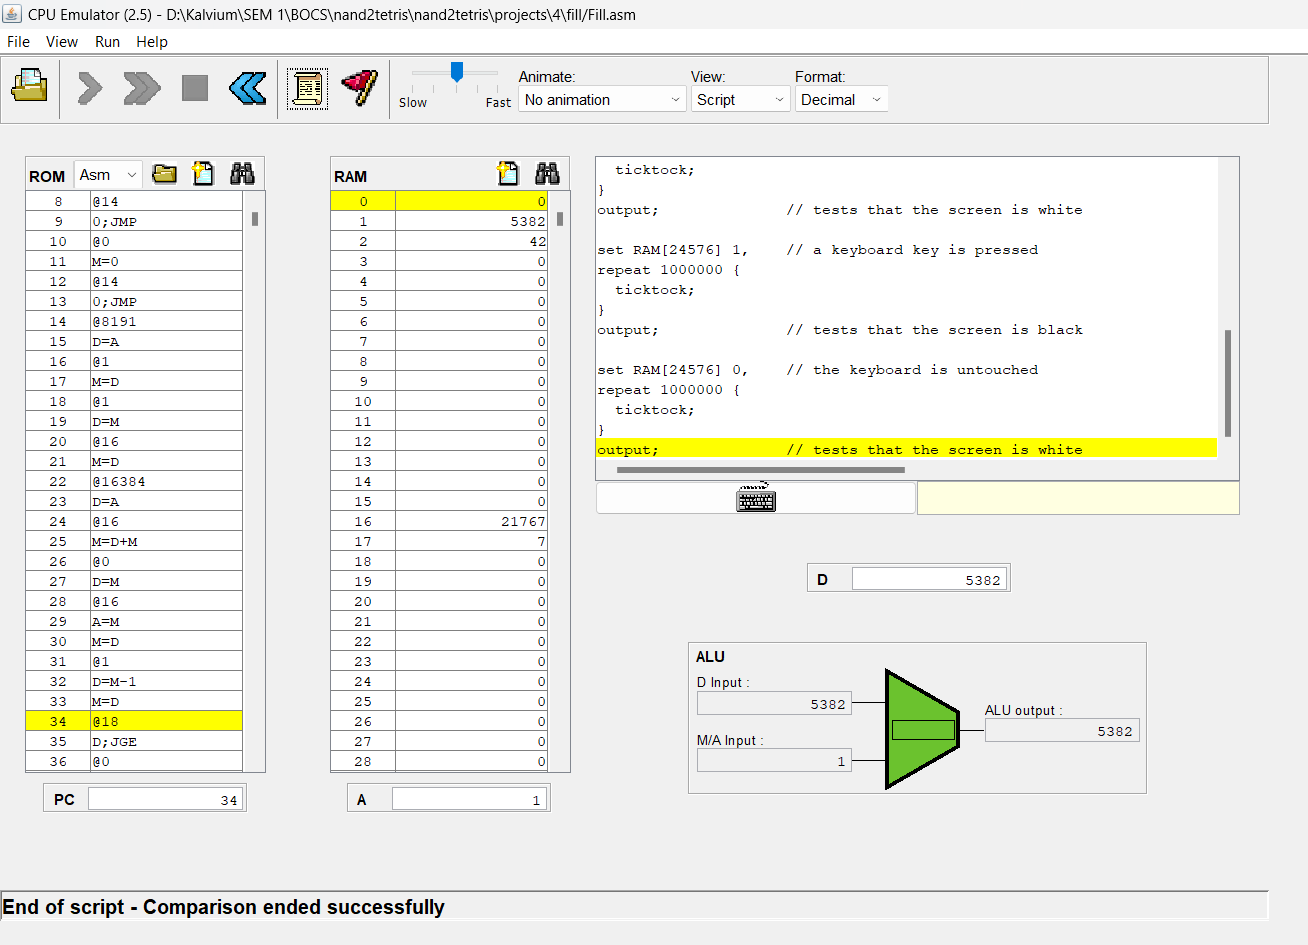 CPU Emulator (2.5) - D:\Kalvium\SEM 1\BOCS\nand2tetris\nand2tetris\projects\4\fill/Fill.asm
File View Run Help
Slow Fast
Animate:
No animation
View:
Script
Format:
Decimal
ROM Asm
8 @14
9 0;JMP
10 @0
11 M=0
12 @14
13 0;JMP
14 @8191
15 D=A
16 @1
17 M=D
18 @1
19 D=M
20 @16
21 M=D
22 @16384
23 D=A
24 @16
25 M=D+M
26 @0
27 D=M
28 @16
29 A=M
30 M=D
31 @1
32 D=M-1
33 M=D
34 @18
35 D;JGE
36 @0
PC 34
RAM
0 0
1 5382
2 42
3 0
4 0
5 0
6 0
7 0
8 0
9 0
10 0
11 0
12 0
13 0
14 0
15 0
16 21767
17 7
18 0
19 0
20 0
21 0
22 0
23 0
24 0
25 0
26 0
27 0
28 0
A 1
ticktock;
}
output; // tests that the screen is white
set RAM[24576] 1, // a keyboard key is pressed
repeat 1000000 {
ticktock;
}
output; // tests that the screen is black
set RAM[24576] 0, // the keyboard is untouched
repeat 1000000 {
ticktock;
}
output; // tests that the screen is white
D 5382
ALU
D Input :
5382
M/A Input :
1
ALU output :
5382
End of script - Comparison ended successfully